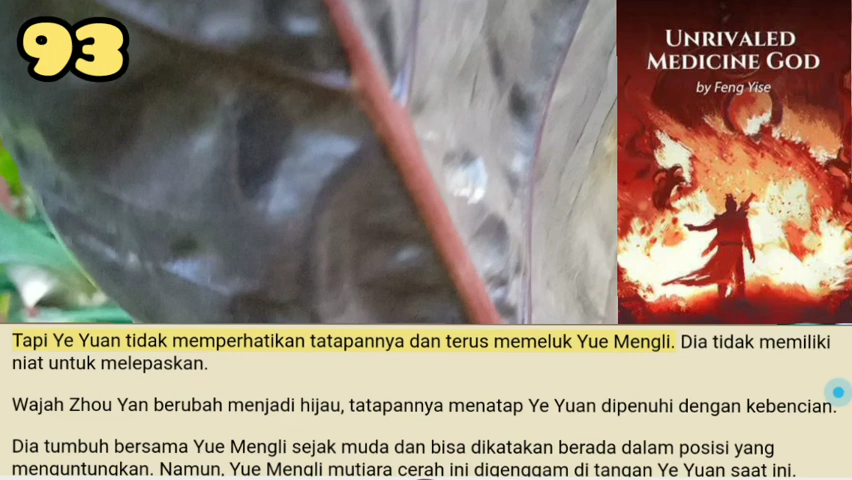 93
UNRIVALED
MEDICINE GOD
by Feng Yise
Tapi Ye Yuan tidak memperhatikan tatapannya dan terus memeluk Yue Mengli. Dia tidak memiliki
niat untuk melepaskan.
Wajah Zhou Yan berubah menjadi hijau, tatapannya menatap Ye Yuan dipenuhi dengan kebencian.
Dia tumbuh bersama Yue Mengli sejak muda dan bisa dikatakan berada dalam posisi yang
menguntungkan. Namun, Yue Mengli mutiara cerah ini digenggam di tangan Ye Yuan saat ini.